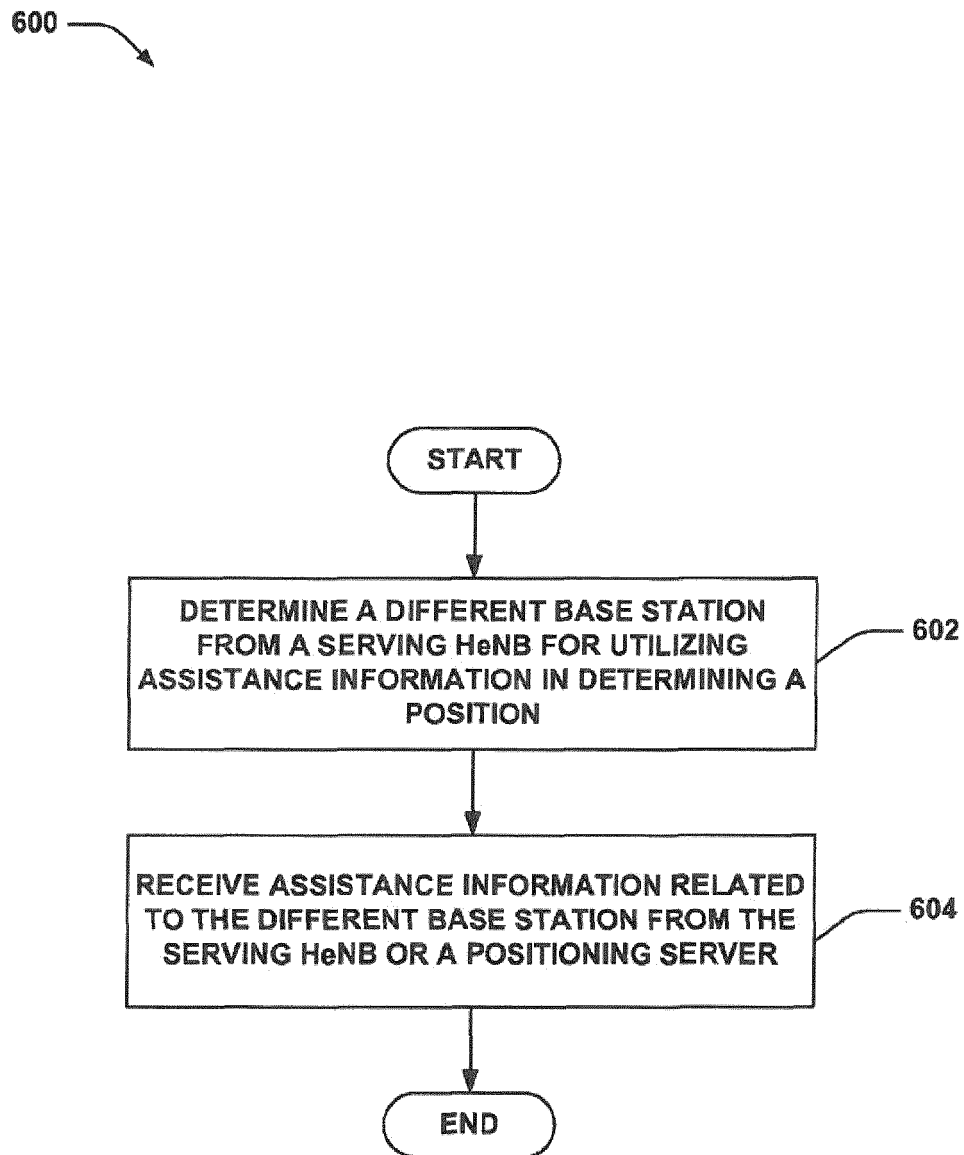 600
START
DETERMINE A DIFFERENT BASE STATION
FROM A SERVING HeNB FOR UTILIZING
ASSISTANCE INFORMATION IN DETERMINING A
POSITION
602
RECEIVE ASSISTANCE INFORMATION RELATED
TO THE DIFFERENT BASE STATION FROM THE
SERVING HeNB OR A POSITIONING SERVER
604
END